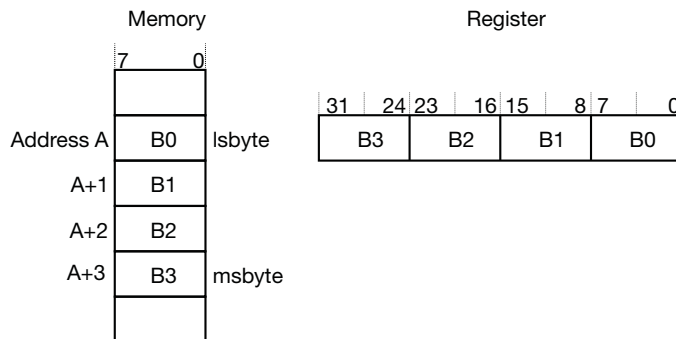 Memory
Register
7 0
31 24 23 16 15 8 7 0
Address A B0 lsbyte
B3 B2 B1 B0
A+1 B1
A+2 B2
A+3 B3 msbyte